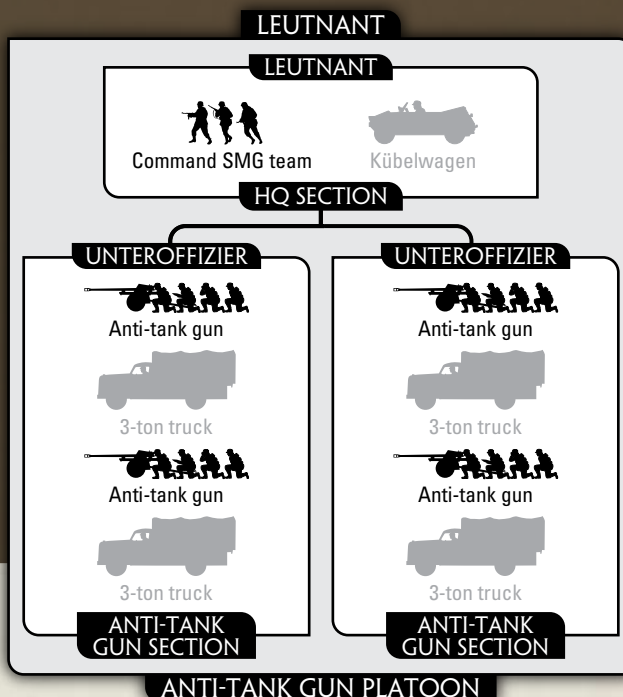 LEUTNANT
LEUTNANT
Command SMG team
Kübelwagen
HQ SECTION
UNTEROFFIZIER
Anti-tank gun
3-ton truck
Anti-tank gun
3-ton truck
ANTI-TANK
GUN SECTION
UNTEROFFIZIER
Anti-tank gun
3-ton truck
Anti-tank gun
3-ton truck
ANTI-TANK
GUN SECTION
ANTI-TANK GUN PLATOON